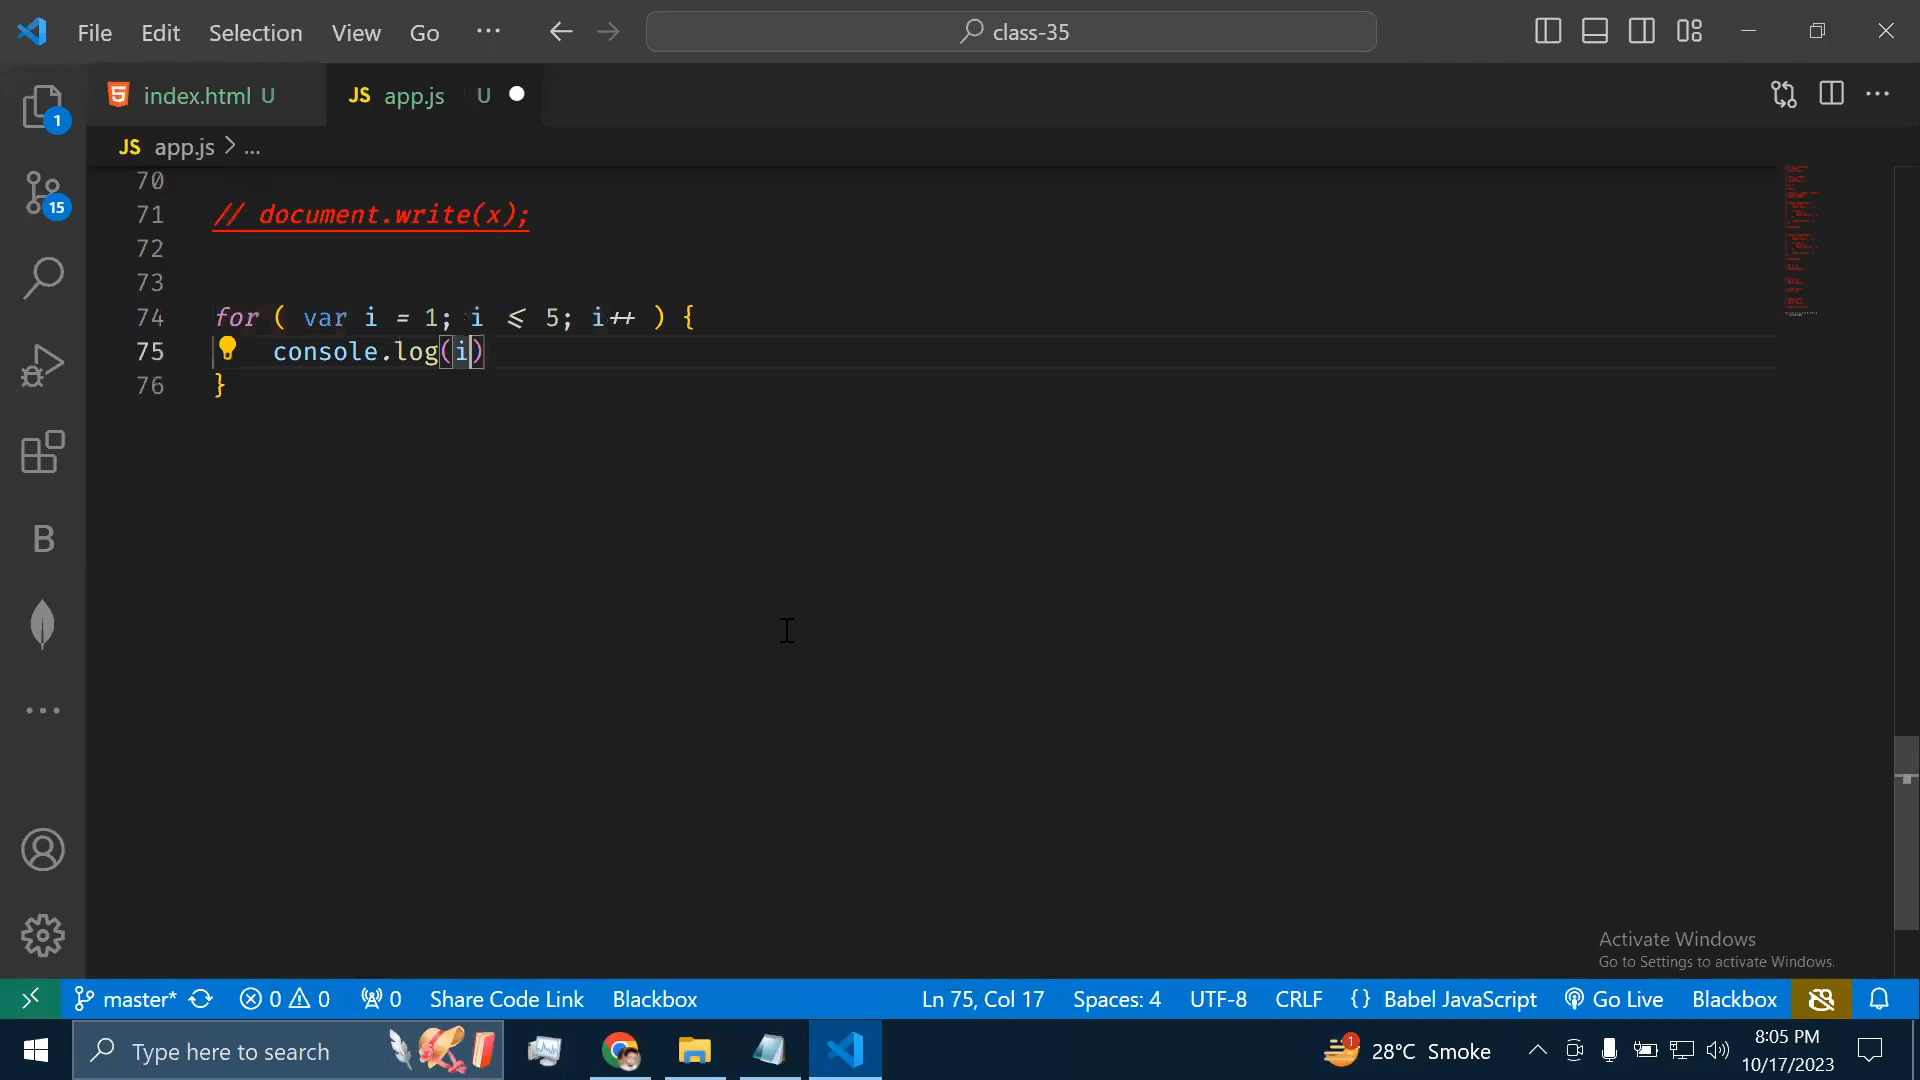 File Edit Selection View Go ··· class-35
index.html U JS app.js U
JS app.js > ...
70
71 // document.write(x);
72
73
74 for ( var i = 1; i <= 5; i++ ) {
75 console.log(i)
76 }
1
15
B
Activate Windows
Go to Settings to activate Windows.
master* 0 0 0 Share Code Link Blackbox Ln 75, Col 17 Spaces: 4 UTF-8 CRLF {} Babel JavaScript Go Live Blackbox
Type here to search 1 28°C Smoke 8:05 PM
10/17/2023